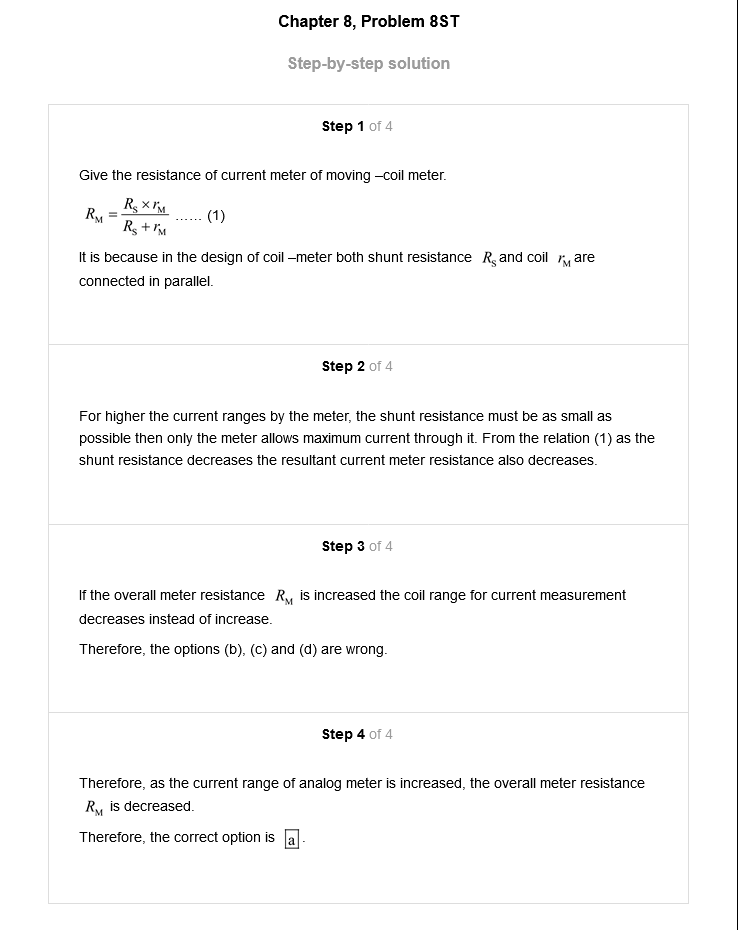 Chapter 8, Problem 8ST
Step-by-step solution
Step 1 of 4
Give the resistance of current meter of moving –coil meter.
R_M = (R_S × r_M) / (R_S + r_M) ...... (1)
It is because in the design of coil –meter both shunt resistance R_S and coil r_M are
connected in parallel.
Step 2 of 4
For higher the current ranges by the meter, the shunt resistance must be as small as
possible then only the meter allows maximum current through it. From the relation (1) as the
shunt resistance decreases the resultant current meter resistance also decreases.
Step 3 of 4
If the overall meter resistance R_M is increased the coil range for current measurement
decreases instead of increase.
Therefore, the options (b), (c) and (d) are wrong.
Step 4 of 4
Therefore, as the current range of analog meter is increased, the overall meter resistance
R_M is decreased.
Therefore, the correct option is a.